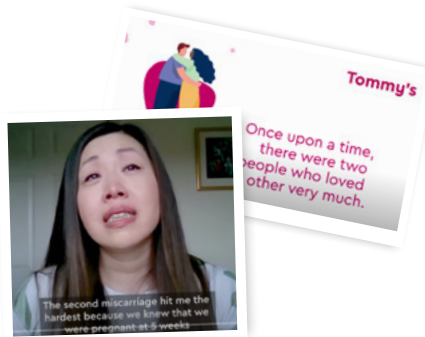 Tommy's
Once upon a time,
there were two
people who loved
other very much.
The second miscarriage hit me the
hardest because we knew that we
were pregnant at 5 weeks